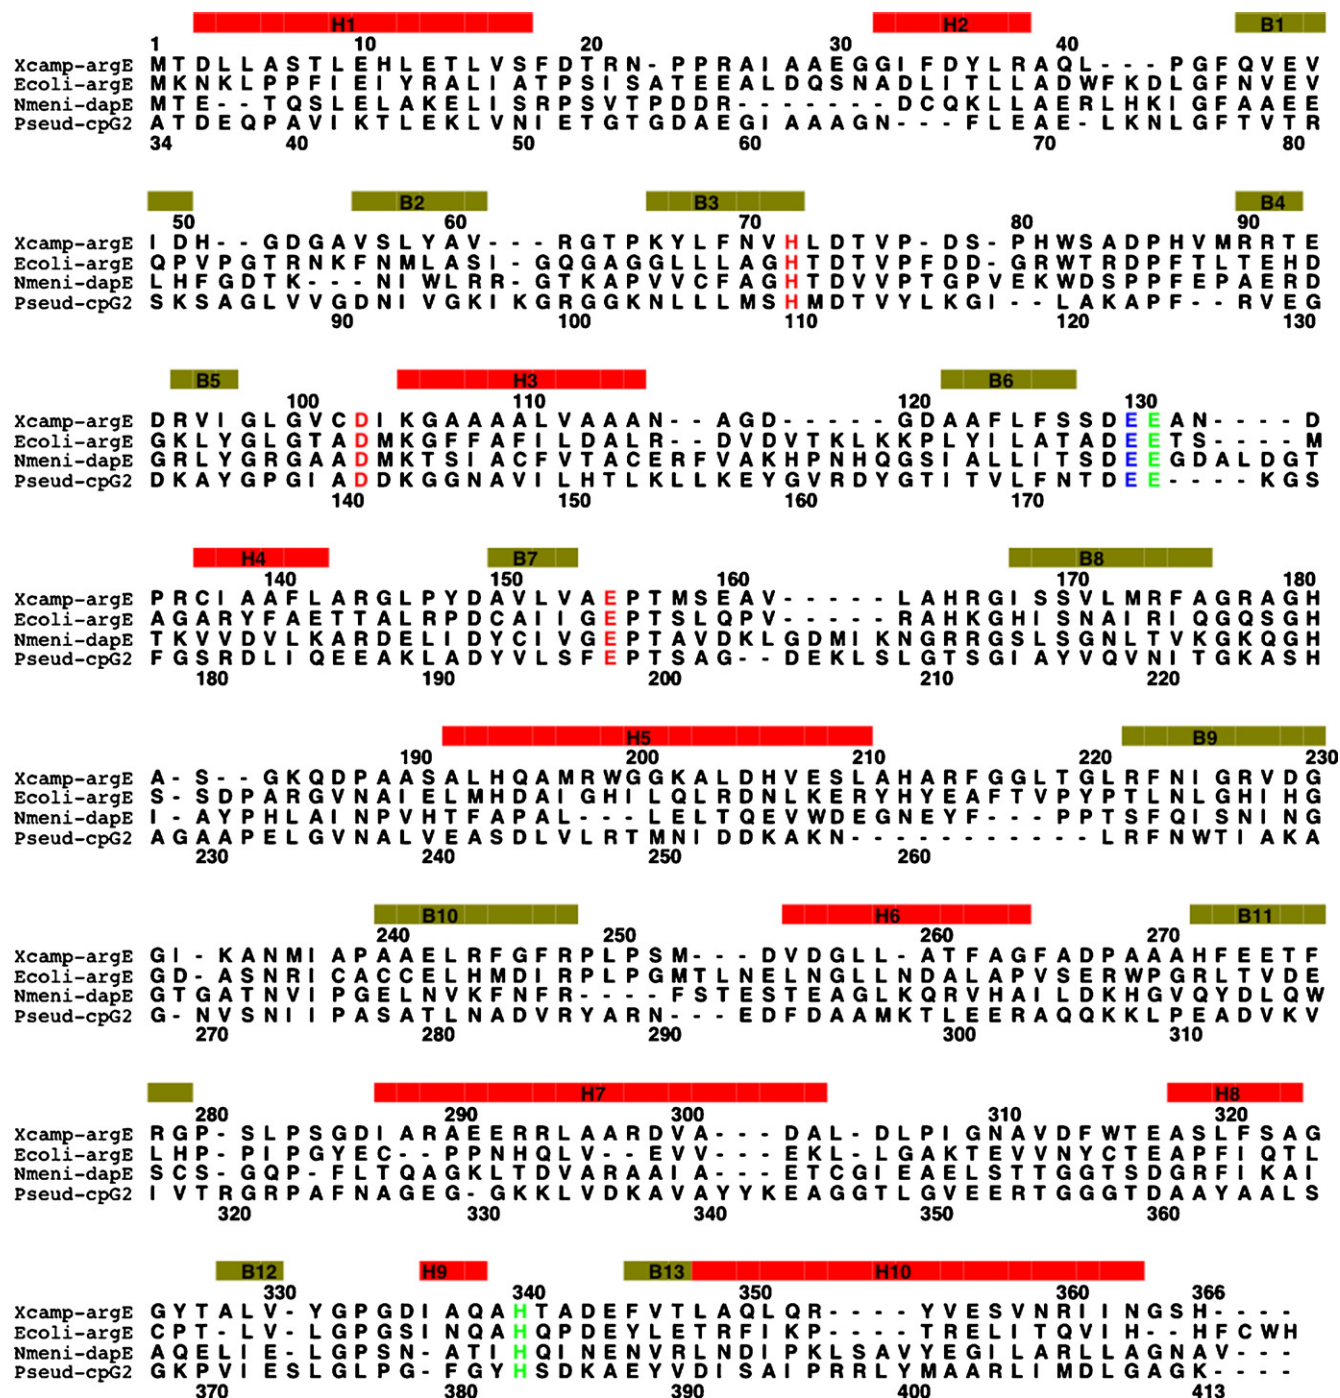 H1 H2 B1
1 10 20 30 40
Xcamp-argE M T D L L A S T L E H L E T L V S F D T R N - P P R A I A A E G G I F D Y L R A Q L - - - P G F Q V E V
Ecoli-argE M K N K L P P F I E I Y R A L I A T P S I S A T E E A L D Q S N A D L I T L L A D W F K D L G F N V E V
Nmeni-dapE M T E - - T Q S L E L A K E L I S R P S V T P D D R - - - - - - - D C Q K L L A E R L H K I G F A A E E
Pseud-cpG2 A T D E Q P A V I K T L E K L V N I E T G T G D A E G I A A A G N - - - F L E A E - L K N L G F T V T R
34 40 50 60 70 80
B2 B3 B4
50 60 70 80 90
Xcamp-argE I D H - - G D G A V S L Y A V - - - R G T P K Y L F N V H L D T V P - D S - P H W S A D P H V M R R T E
Ecoli-argE Q P V P G T R N K F N M L A S I - G Q G A G G L L L A G H T D T V P F D D - G R W T R D P F T L T E H D
Nmeni-dapE L H F G D T K - - - N I W L R R - G T K A P V V C F A G H T D V V P T G P V E K W D S P P F E P A E R D
Pseud-cpG2 S K S A G L V V G D N I V G K I K G R G G K N L L L M S H M D T V Y L K G I - - L A K A P F - - R V E G
90 100 110 120 130
B5 H3 B6
100 110 120 130
Xcamp-argE D R V I G L G V C D I K G A A A A L V A A A N - - A G D - - - - G D A A F L F S S D E E A N - - - - D
Ecoli-argE G K L Y G L G T A D M K G F F A F I L D A L R - - D V D V T K L K K P L Y I L A T A D E E T S - - - - M
Nmeni-dapE G R L Y G R G A A D M K T S I A C F V T A C E R F V A K H P N H Q G S I A L L I T S D E E G D A L D G T
Pseud-cpG2 D K A Y G P G I A D D K G G N A V I L H T L K L L K E Y G V R D Y G T I T V L F N T D E E - - - - K G S
140 150 160 170
H4 B7 B8
140 150 160 170 180
Xcamp-argE P R C I A A F L A R G L P Y D A V L V A E P T M S E A V - - - - - L A H R G I S S V L M R F A G R A G H
Ecoli-argE A G A R Y F A E T T A L R P D C A I I G E P T S L Q P V - - - - - R A H K G H I S N A I R I Q G Q S G H
Nmeni-dapE T K V V D V L K A R D E L I D Y C I V G E P T A V D K L G D M I K N G R R G S L S G N L T V K G K Q G H
Pseud-cpG2 F G S R D L I Q E E A K L A D Y V L S F E P T S A G - - D E K L S L G T S G I A Y V Q V N I T G K A S H
180 190 200 210 220
H5 B9
190 200 210 220 230
Xcamp-argE A - S - - G K Q D P A A S A L H Q A M R W G G K A L D H V E S L A H A R F G G L T G L R F N I G R V D G
Ecoli-argE S - S D P A R G V N A I E L M H D A I G H I L Q L R D N L K E R Y H Y E A F T V P Y P T L N L G H I H G
Nmeni-dapE I - A Y P H L A I N P V H T F A P A L - - - L E L T Q E V W D E G N E Y F - - - P P T S F Q I S N I N G
Pseud-cpG2 A G A A P E L G V N A L V E A S D L V L R T M N I D D K A K N - - - - - - - - - - - L R F N W T I A K A
230 240 250 260
B10 H6 B11
240 250 260 270
Xcamp-argE G I - K A N M I A P A A E L R F G F R P L P S M - - - D V D G L L - A T F A G F A D P A A A H F E E T F
Ecoli-argE G D - A S N R I C A C C E L H M D I R P L P G M T L N E L N G L L N D A L A P V S E R W P G R L T V D E
Nmeni-dapE G T G A T N V I P G E L N V K F N F R - - - - F S T E S T E A G L K Q R V H A I L D K H G V Q Y D L Q W
Pseud-cpG2 G - N V S N I I P A S A T L N A D V R Y A R N - - - E D F D A A M K T L E E R A Q Q K K L P E A D V K V
270 280 290 300 310
H7 H8
280 290 300 310 320
Xcamp-argE R G P - S L P S G D I A R A E E R R L A A R D V A - - - D A L - D L P I G N A V D F W T E A S L F S A G
Ecoli-argE L H P - P I P G Y E C - - P P N H Q L V - - E V V - - - E K L - L G A K T E V V N Y C T E A P F I Q T L
Nmeni-dapE S C S - G Q P - F L T Q A G K L T D V A R A A I A - - - E T C G I E A E L S T T G G T S D G R F I K A I
Pseud-cpG2 I V T R G R P A F N A G E G - G K K L V D K A V A Y Y K E A G G T L G V E E R T G G G T D A A Y A A L S
320 330 340 350 360
B12 H9 B13 H10
330 340 350 360 366
Xcamp-argE G Y T A L V - Y G P G D I A Q A H T A D E F V T L A Q L Q R - - - - Y V E S V N R I I N G S H - - - -
Ecoli-argE C P T - L V - L G P G S I N Q A H Q P D E Y L E T R F I K P - - - - T R E L I T Q V I H - - H F C W H
Nmeni-dapE A Q E L I E - L G P S N - A T I H Q I N E N V R L N D I P K L S A V Y E G I L A R L L A G N A V - - -
Pseud-cpG2 G K P V I E S L G L P G - F G Y H S D K A E Y V D I S A I P R R L Y M A A R L I M D L G A G K - - - -
370 380 390 400 413